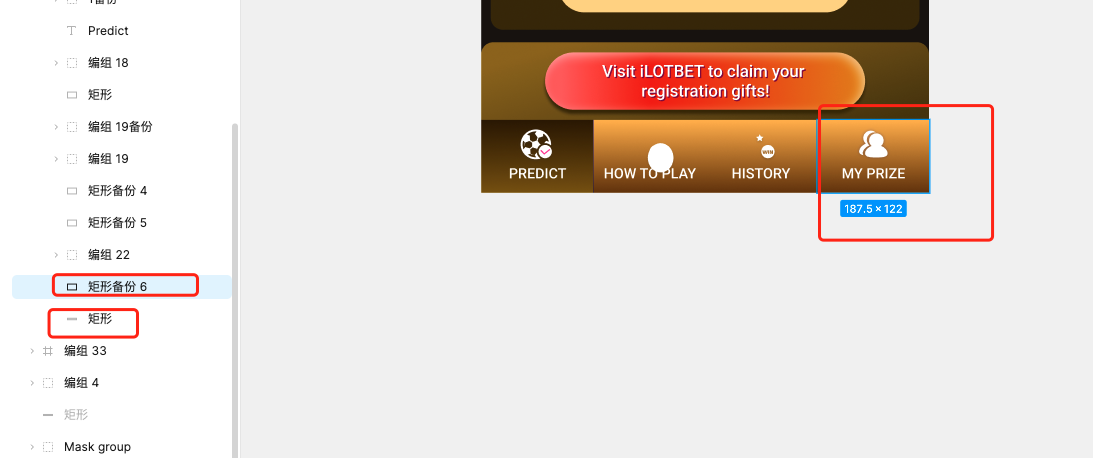 1备份
Predict
编组 18
矩形
编组 19备份
编组 19
矩形备份 4
矩形备份 5
编组 22
矩形备份 6
矩形
编组 33
编组 4
矩形
Mask group
Visit iLOTBET to claim your
registration gifts!
WIN
PREDICT
HOW TO PLAY
HISTORY
MY PRIZE
187.5 × 122